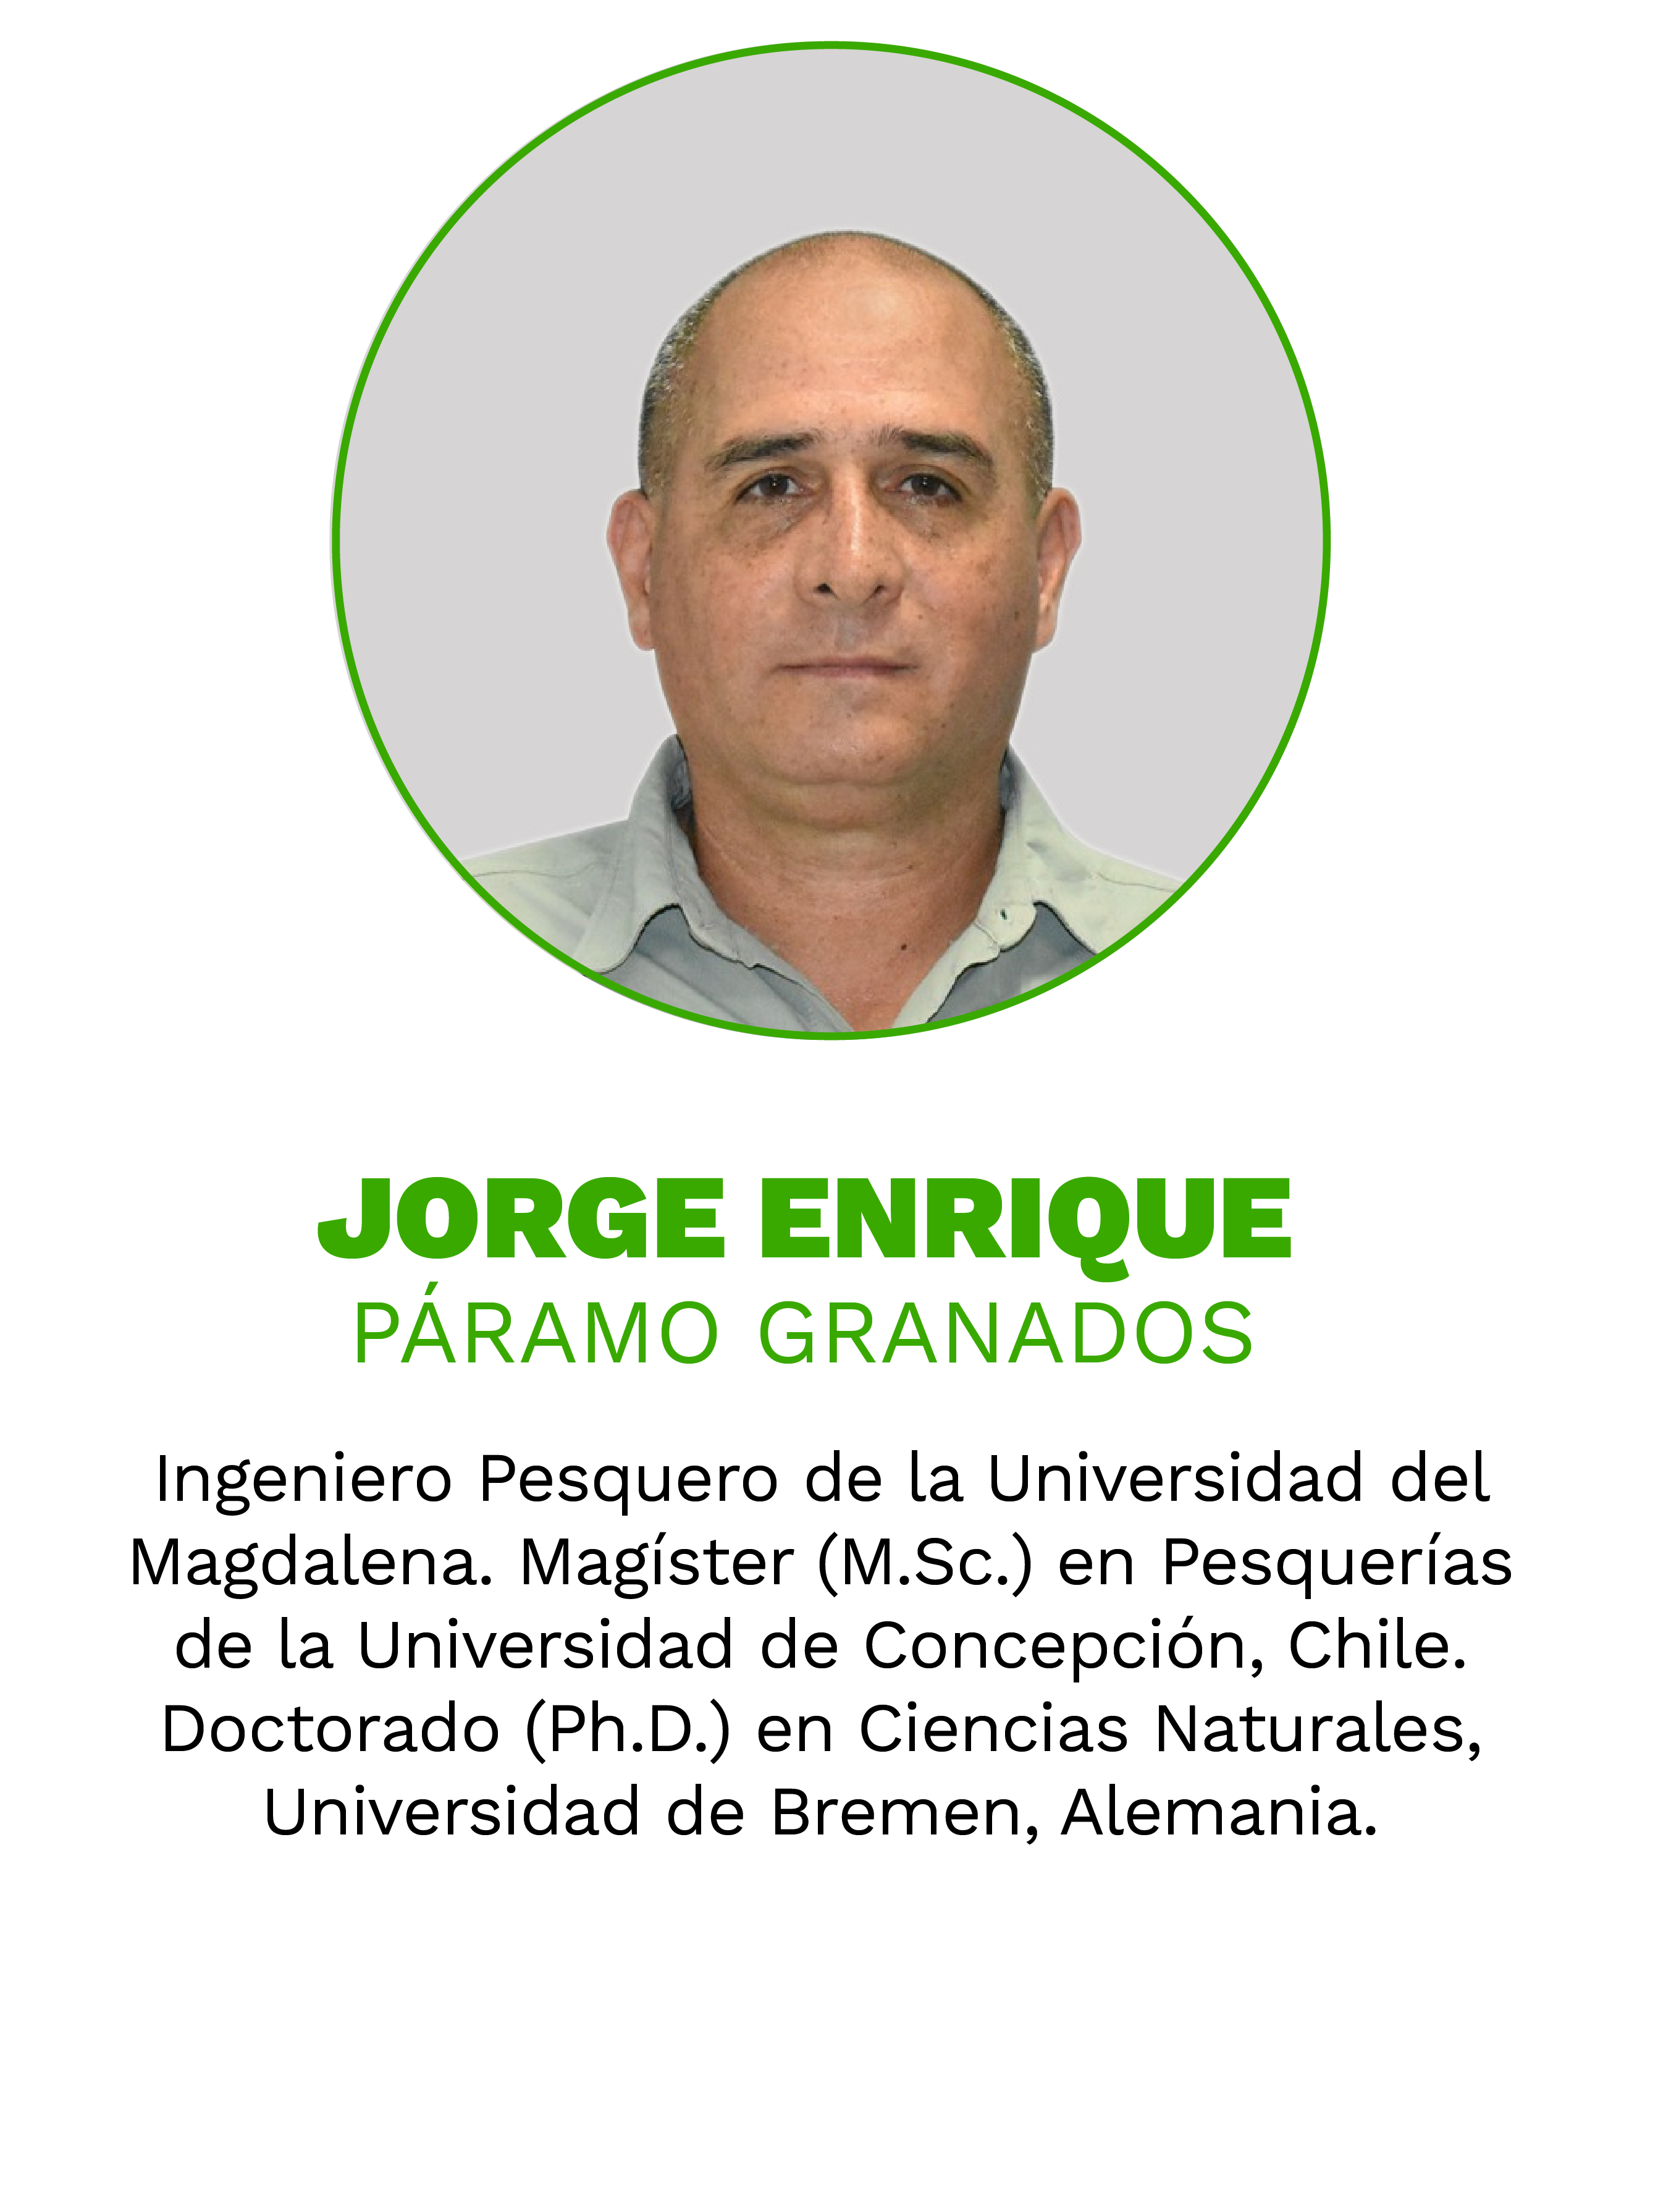 JORGE ENRIQUE
PÁRAMO GRANADOS
Ingeniero Pesquero de la Universidad del
Magdalena. Magíster (M.Sc.) en Pesquerías
de la Universidad de Concepción, Chile.
Doctorado (Ph.D.) en Ciencias Naturales,
Universidad de Bremen, Alemania.